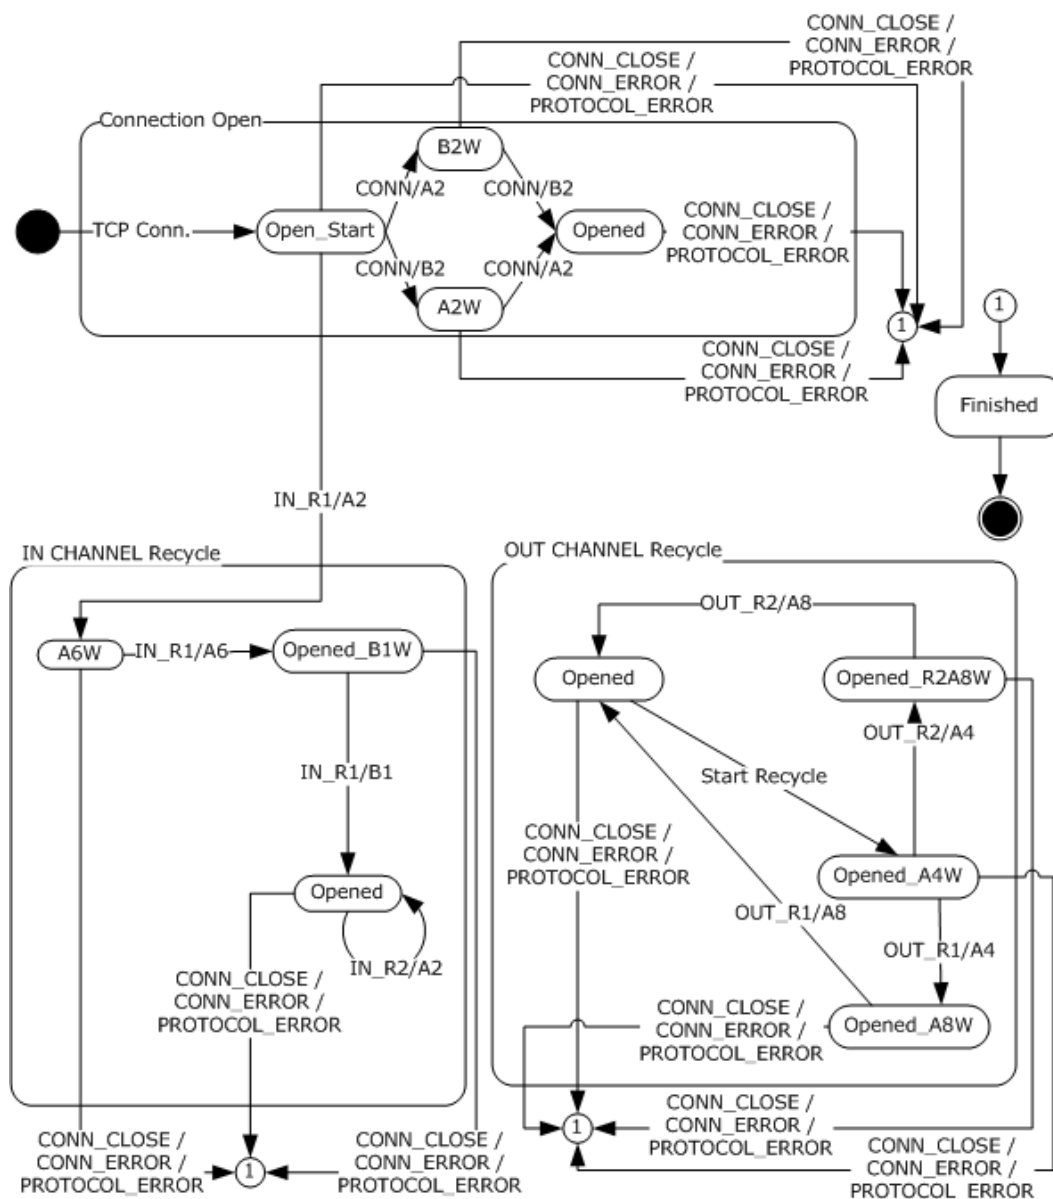 CONN_CLOSE /
CONN_ERROR /
PROTOCOL_ERROR
CONN_CLOSE /
CONN_ERROR /
PROTOCOL_ERROR
Connection Open
B2W
CONN/A2
CONN/B2
TCP Conn.
Open_Start
Opened
CONN_CLOSE /
CONN_ERROR /
PROTOCOL_ERROR
CONN/B2
CONN/A2
A2W
1
1
CONN_CLOSE /
CONN_ERROR /
PROTOCOL_ERROR
Finished
IN_R1/A2
IN CHANNEL Recycle
A6W
IN_R1/A6
Opened_B1W
IN_R1/B1
Opened
IN_R2/A2
CONN_CLOSE /
CONN_ERROR /
PROTOCOL_ERROR
CONN_CLOSE /
CONN_ERROR /
PROTOCOL_ERROR
1
CONN_CLOSE /
CONN_ERROR /
PROTOCOL_ERROR
OUT CHANNEL Recycle
OUT_R2/A8
Opened
Opened_R2A8W
OUT_R2/A4
Start Recycle
CONN_CLOSE /
CONN_ERROR /
PROTOCOL_ERROR
Opened_A4W
OUT_R1/A8
OUT_R1/A4
CONN_CLOSE /
CONN_ERROR /
PROTOCOL_ERROR
Opened_A8W
1
CONN_CLOSE /
CONN_ERROR /
PROTOCOL_ERROR
CONN_CLOSE /
CONN_ERROR /
PROTOCOL_ERROR